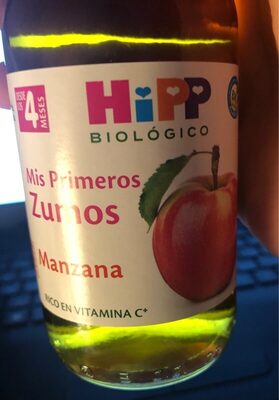 DESDE
LOS
4
MESES
HiPP
BIOLÓGICO
Mis Primeros
Zumos
Manzana
RICO EN VITAMINA C+